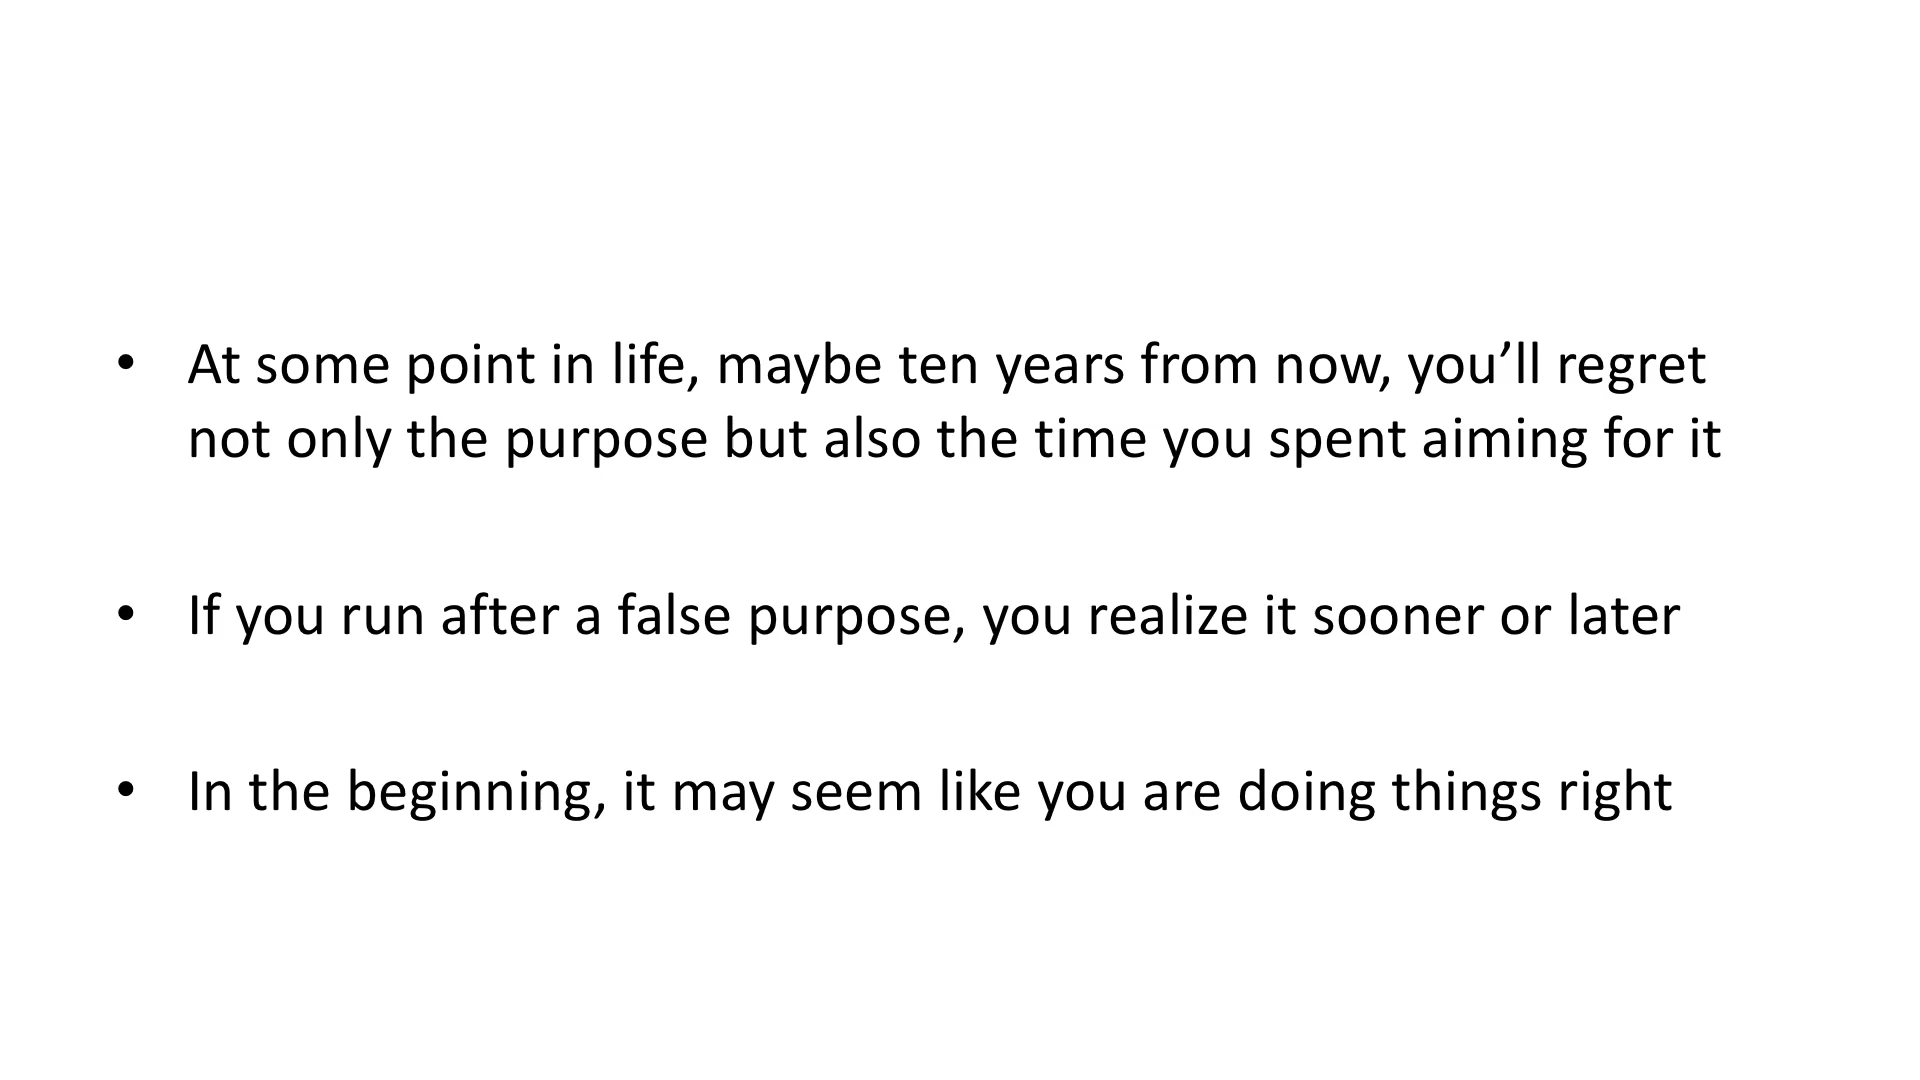 • At some point in life, maybe ten years from now, you’ll regret
not only the purpose but also the time you spent aiming for it
• If you run after a false purpose, you realize it sooner or later
• In the beginning, it may seem like you are doing things right